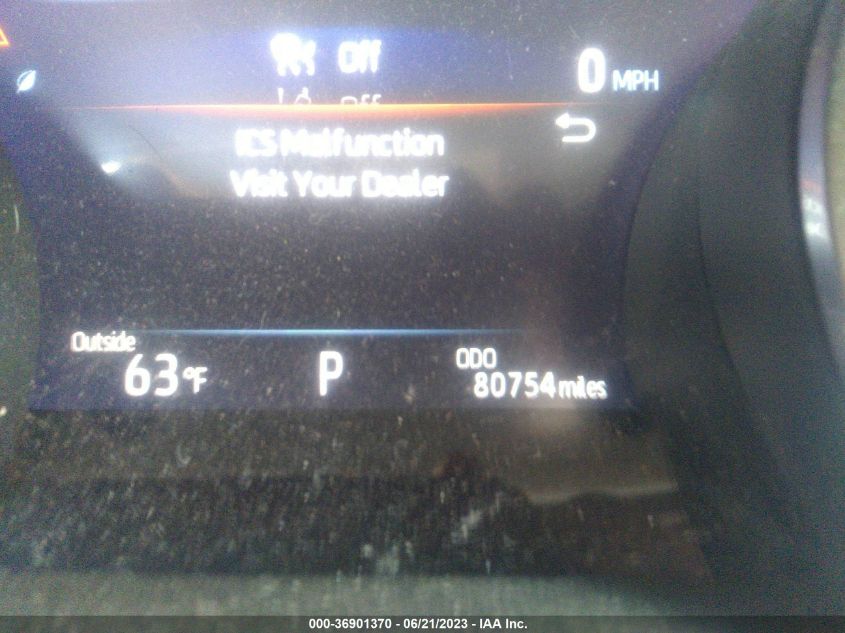 Off
0 MPH
Off
ICS Malfunction
Visit Your Dealer
Outside
63 °F
P
ODO
80754 miles
000-36901370 - 06/21/2023 - IAA Inc.